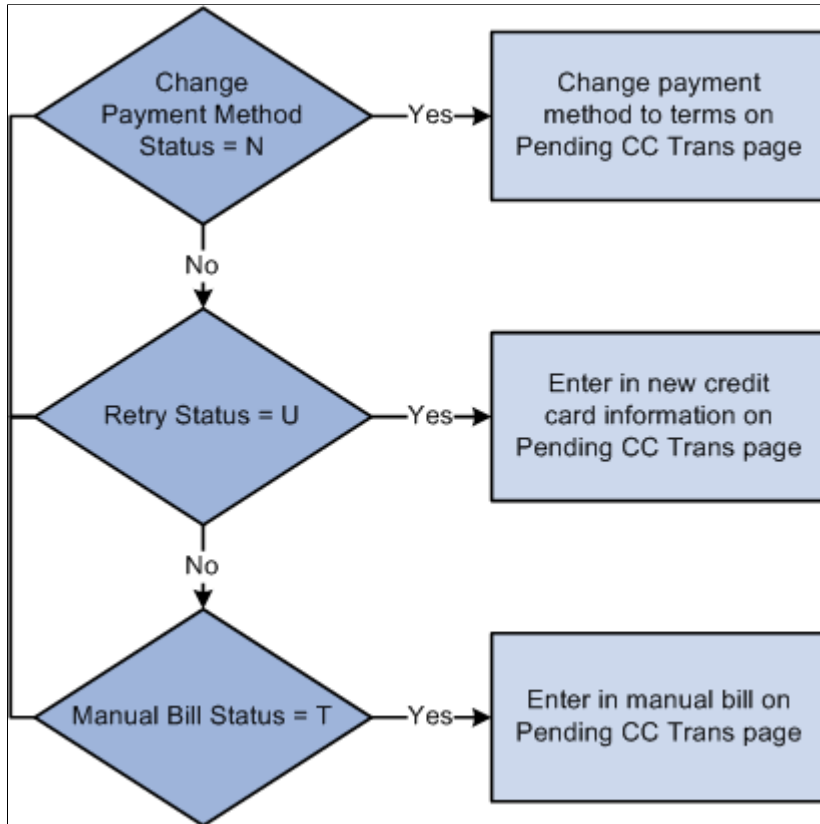 Change
Payment Method
Status = N
Yes
Change payment
method to terms on
Pending CC Trans page
No
Retry Status = U
Yes
Enter in new credit
card information on
Pending CC Trans page
No
Manual Bill Status = T
Yes
Enter in manual bill on
Pending CC Trans page